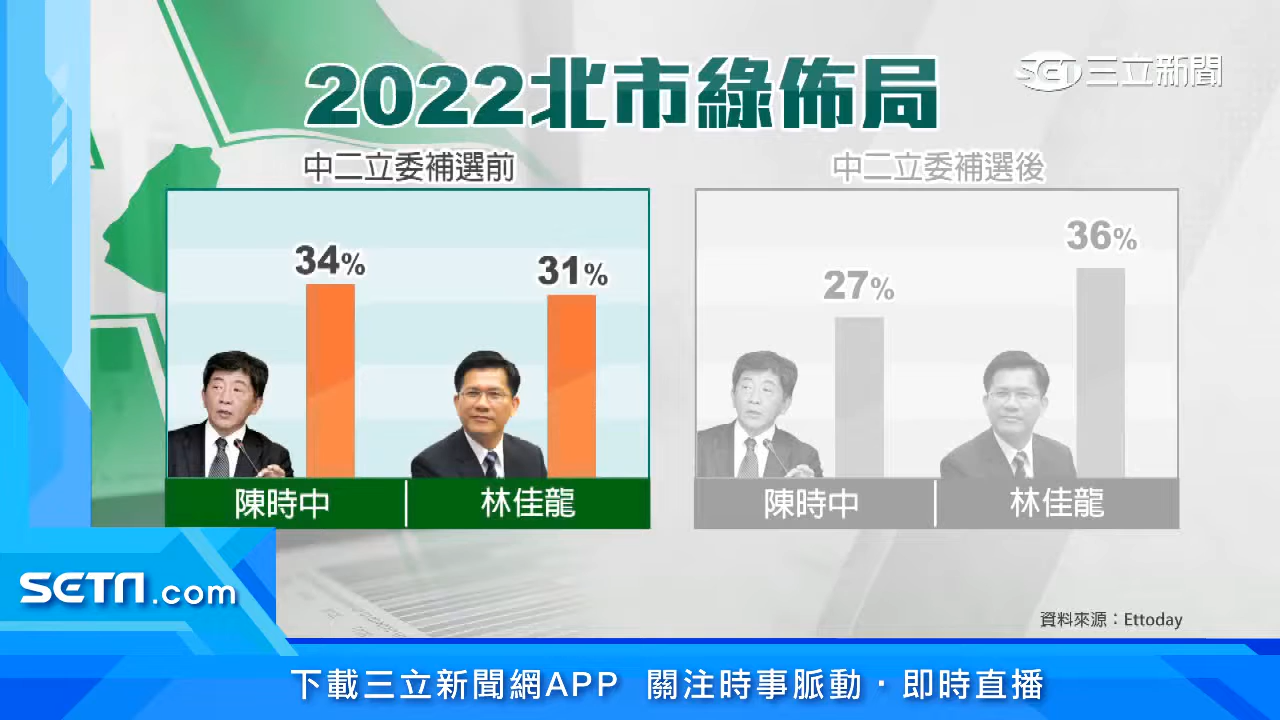 2022北市綠佈局
SET三立新聞
中二立委補選前
34%
31%
陳時中
林佳龍
中二立委補選後
27%
36%
陳時中
林佳龍
SETN.com
資料來源：Ettoday
下載三立新聞網APP 關注時事脈動・即時直播